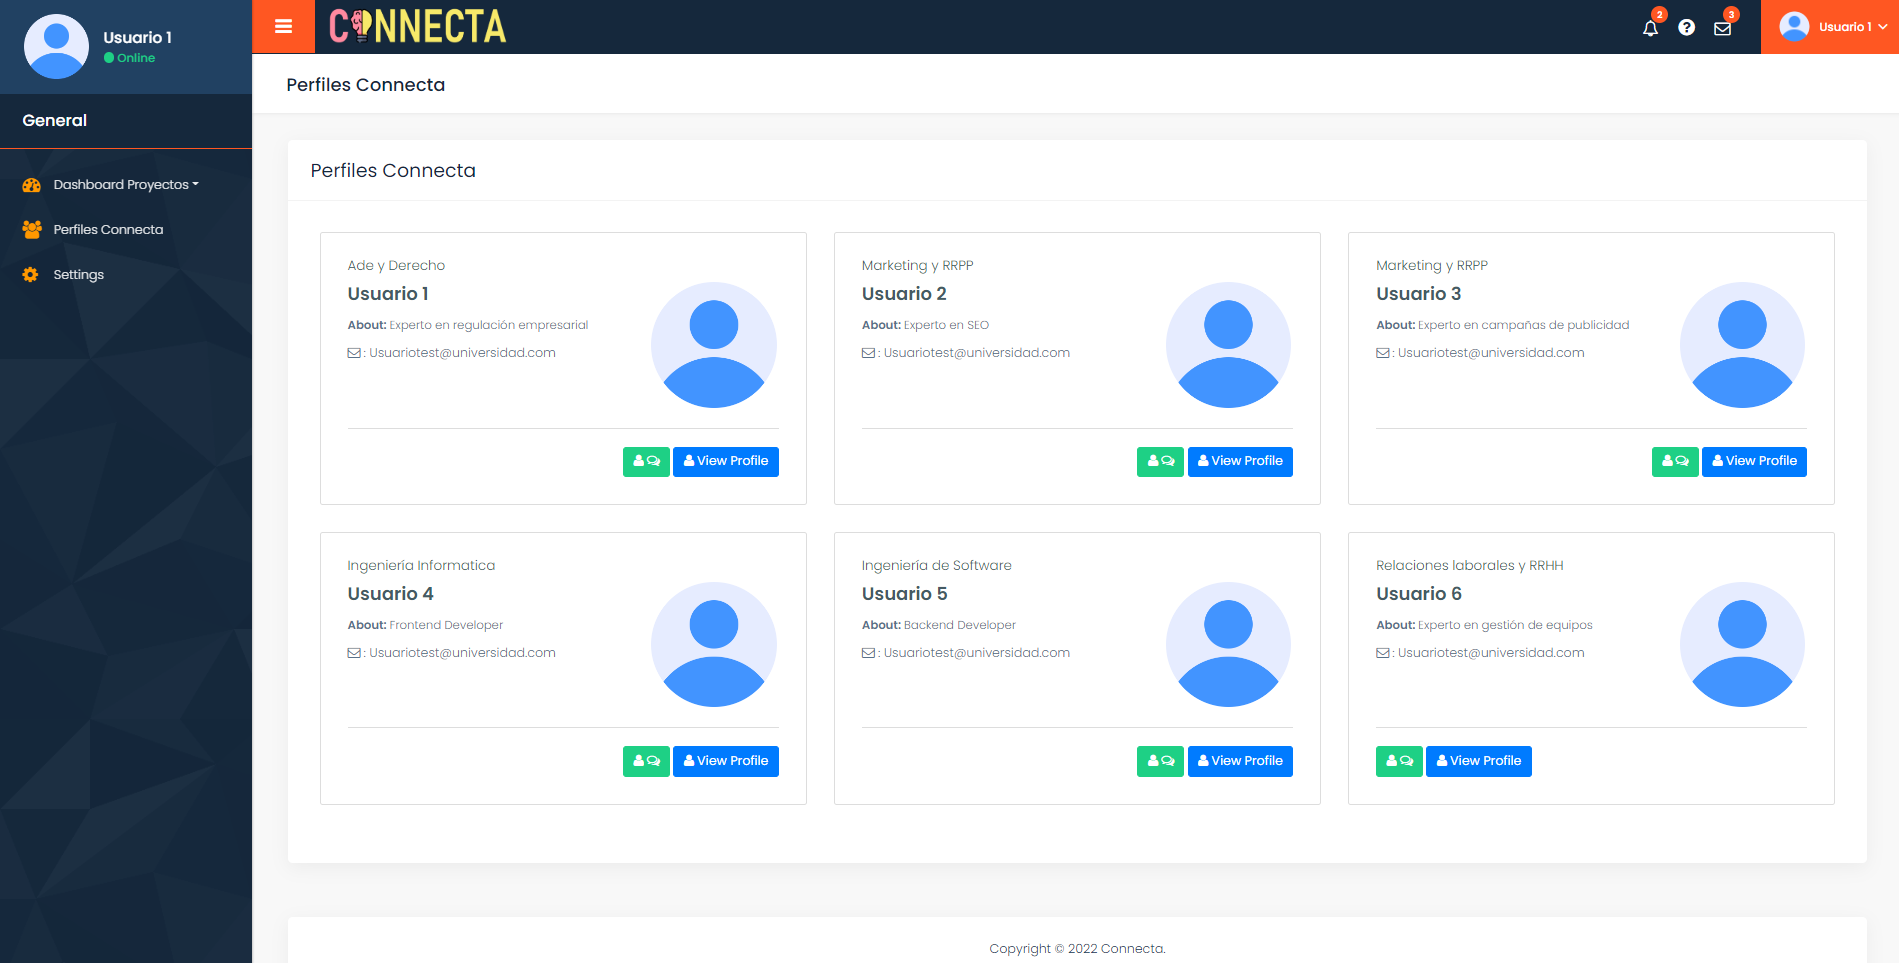 Usuario 1
Online
General
Dashboard Proyectos
Perfiles Connecta
Settings
CONNECTA
2
3
Usuario 1
Perfiles Connecta
Perfiles Connecta
Ade y Derecho
Usuario 1
About: Experto en regulación empresarial
: Usuariotest@universidad.com
View Profile
Marketing y RRPP
Usuario 2
About: Experto en SEO
: Usuariotest@universidad.com
View Profile
Marketing y RRPP
Usuario 3
About: Experto en campañas de publicidad
: Usuariotest@universidad.com
View Profile
Ingeniería Informatica
Usuario 4
About: Frontend Developer
: Usuariotest@universidad.com
View Profile
Ingeniería de Software
Usuario 5
About: Backend Developer
: Usuariotest@universidad.com
View Profile
Relaciones laborales y RRHH
Usuario 6
About: Experto en gestión de equipos
: Usuariotest@universidad.com
View Profile
Copyright © 2022 Connecta.